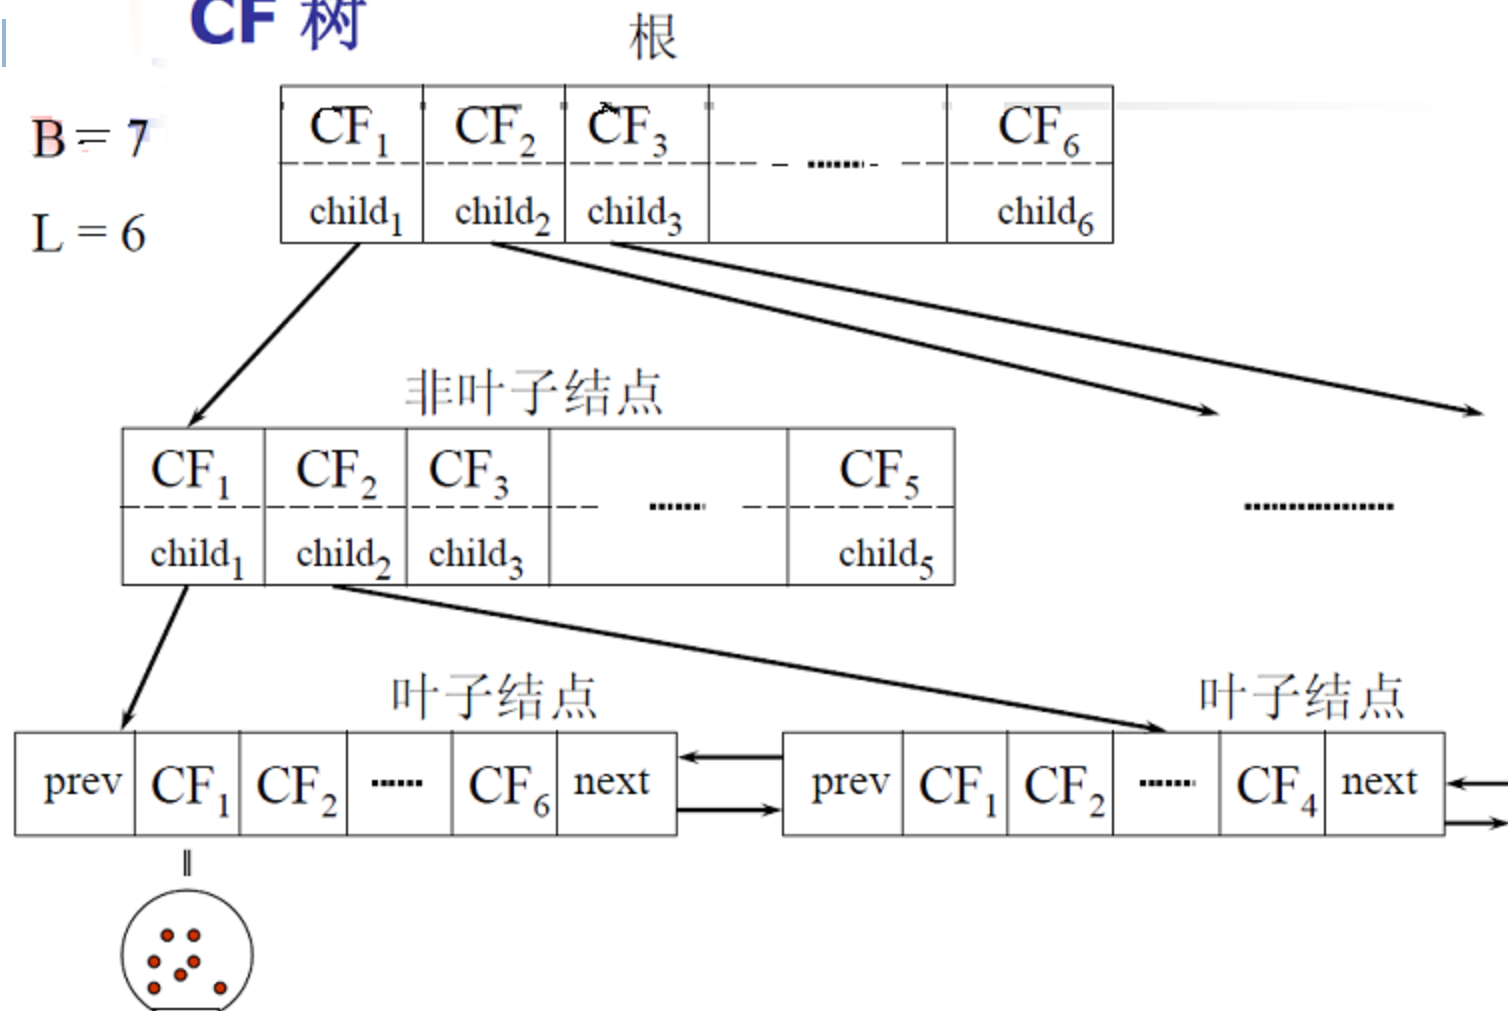 CF 树
根
B = 7
L = 6
CF₁ CF₂ CF₃ ...... CF₆
child₁ child₂ child₃ child₆
非叶子结点
CF₁ CF₂ CF₃ ...... CF₅
child₁ child₂ child₃ child₅
叶子结点 叶子结点
prev CF₁ CF₂ ...... CF₆ next prev CF₁ CF₂ ...... CF₄ next